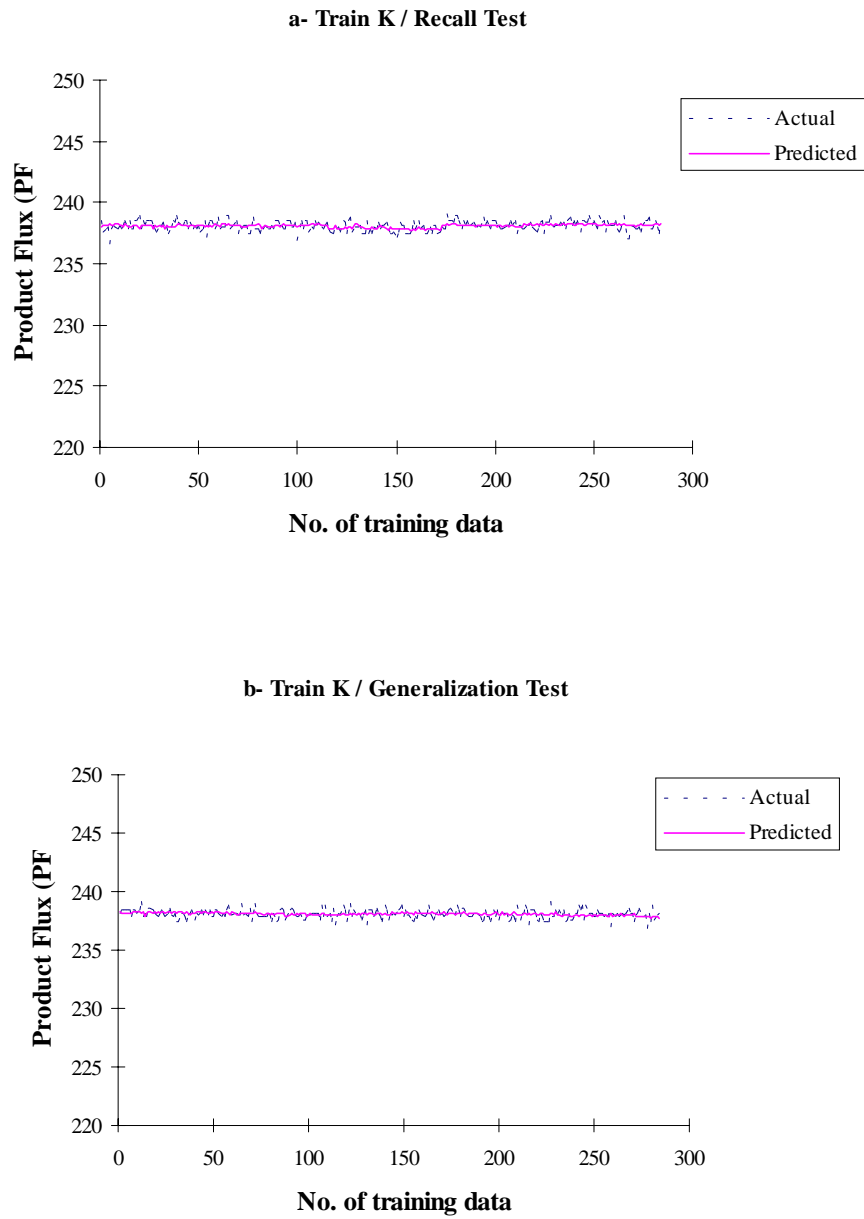 a- Train K / Recall Test
250
245
240
235
230
225
220
Product Flux (PF
0 50 100 150 200 250 300
No. of training data
Actual
Predicted
b- Train K / Generalization Test
250
245
240
235
230
225
220
Product Flux (PF
0 50 100 150 200 250 300
No. of training data
Actual
Predicted